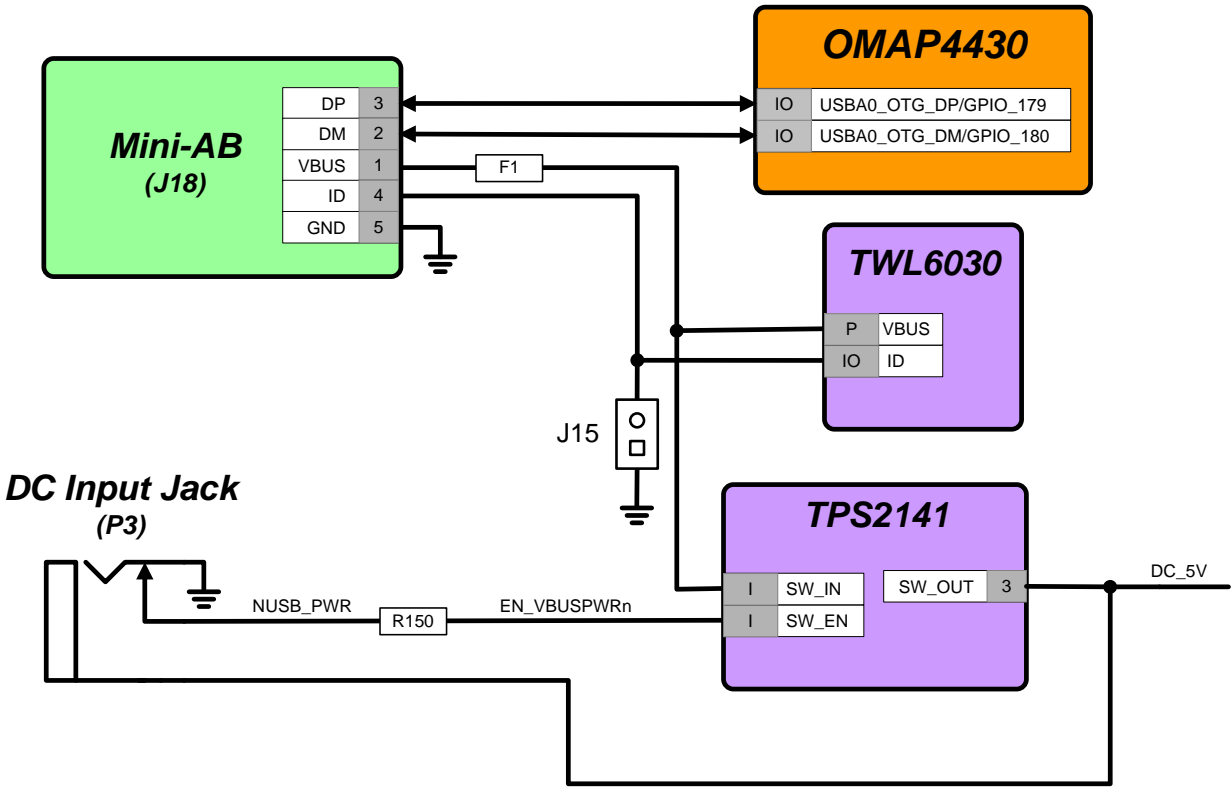 OMAP4430
IO USBA0_OTG_DP/GPIO_179
IO USBA0_OTG_DM/GPIO_180
Mini-AB
(J18)
DP 3
DM 2
VBUS 1
ID 4
GND 5
F1
TWL6030
P VBUS
IO ID
J15
DC Input Jack
(P3)
TPS2141
I SW_IN
I SW_EN
SW_OUT 3
DC_5V
NUSB_PWR
R150
EN_VBUSPWRn